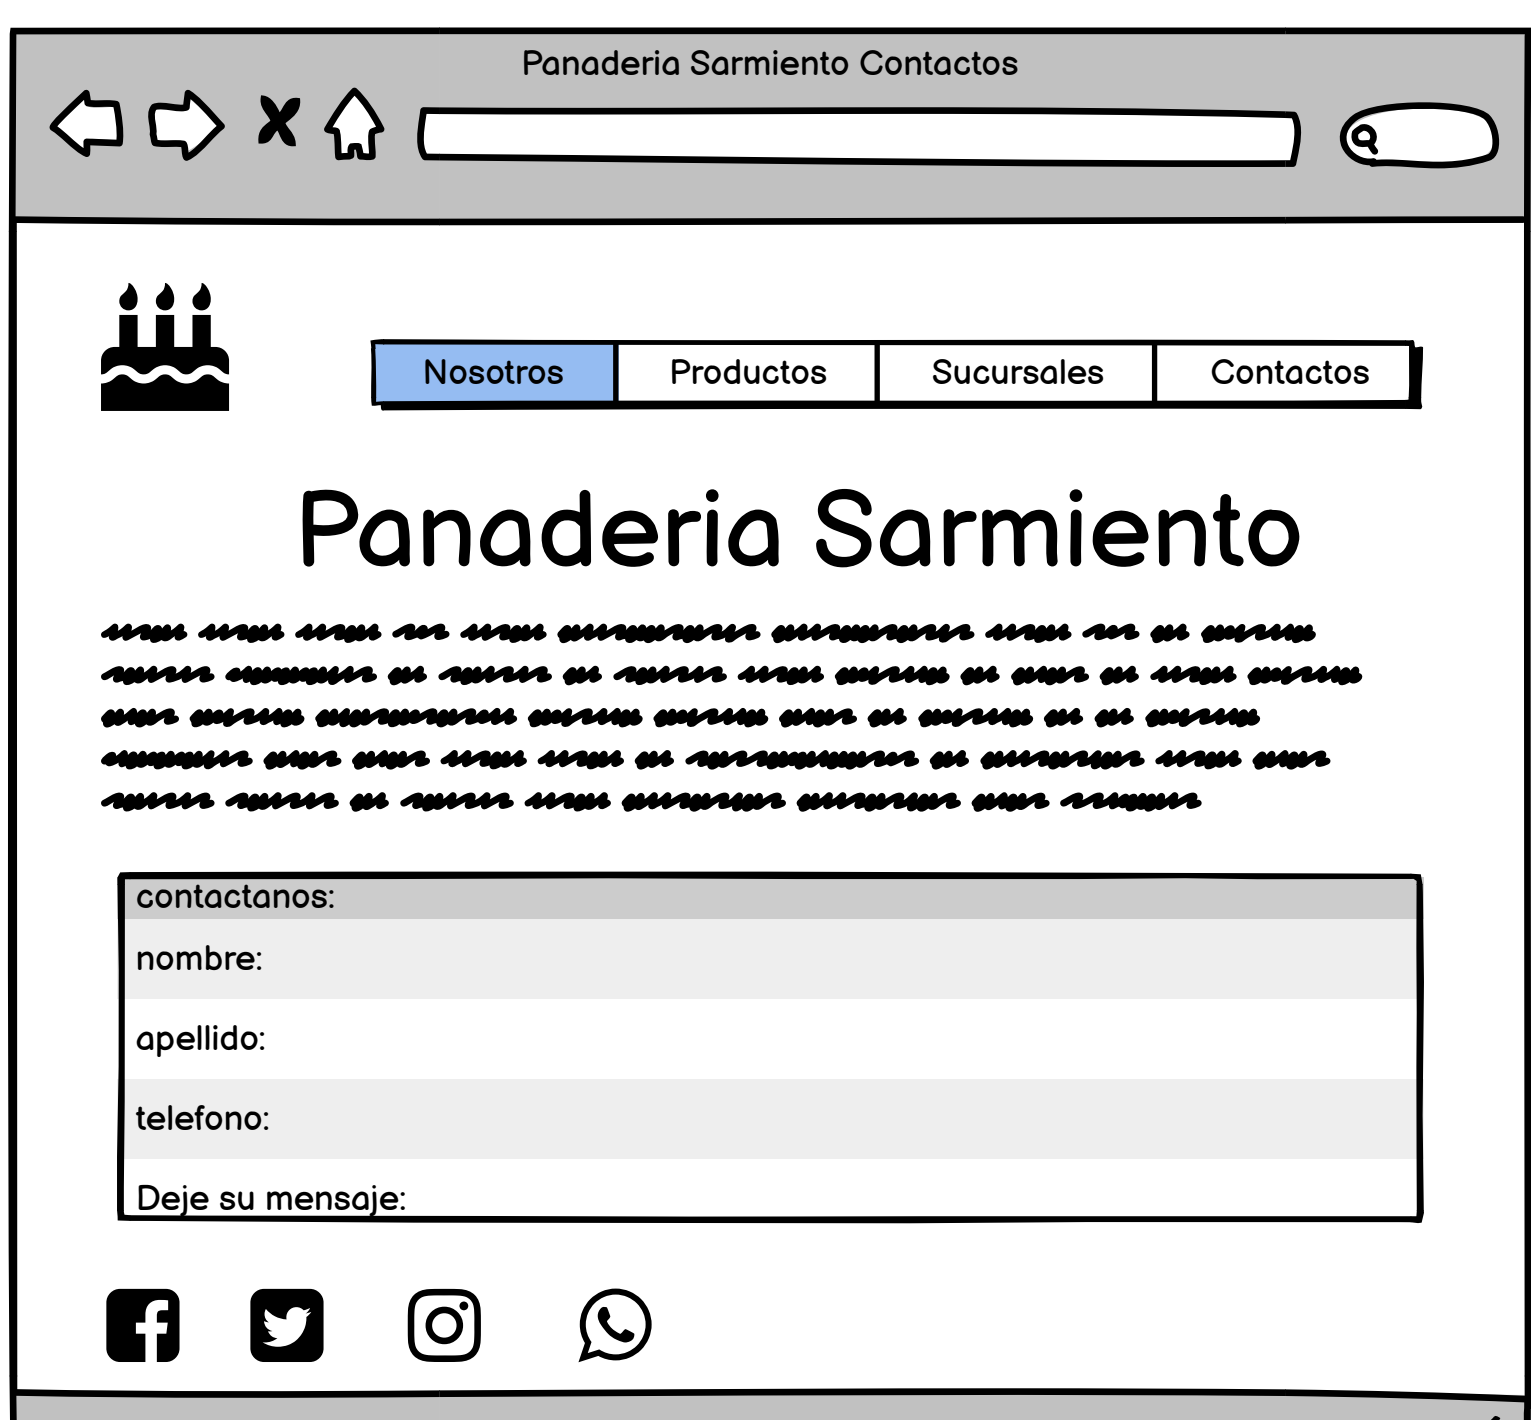 Panaderia Sarmiento Contactos
Nosotros Productos Sucursales Contactos
Panaderia Sarmiento
contactanos:
nombre:
apellido:
telefono:
Deje su mensaje: